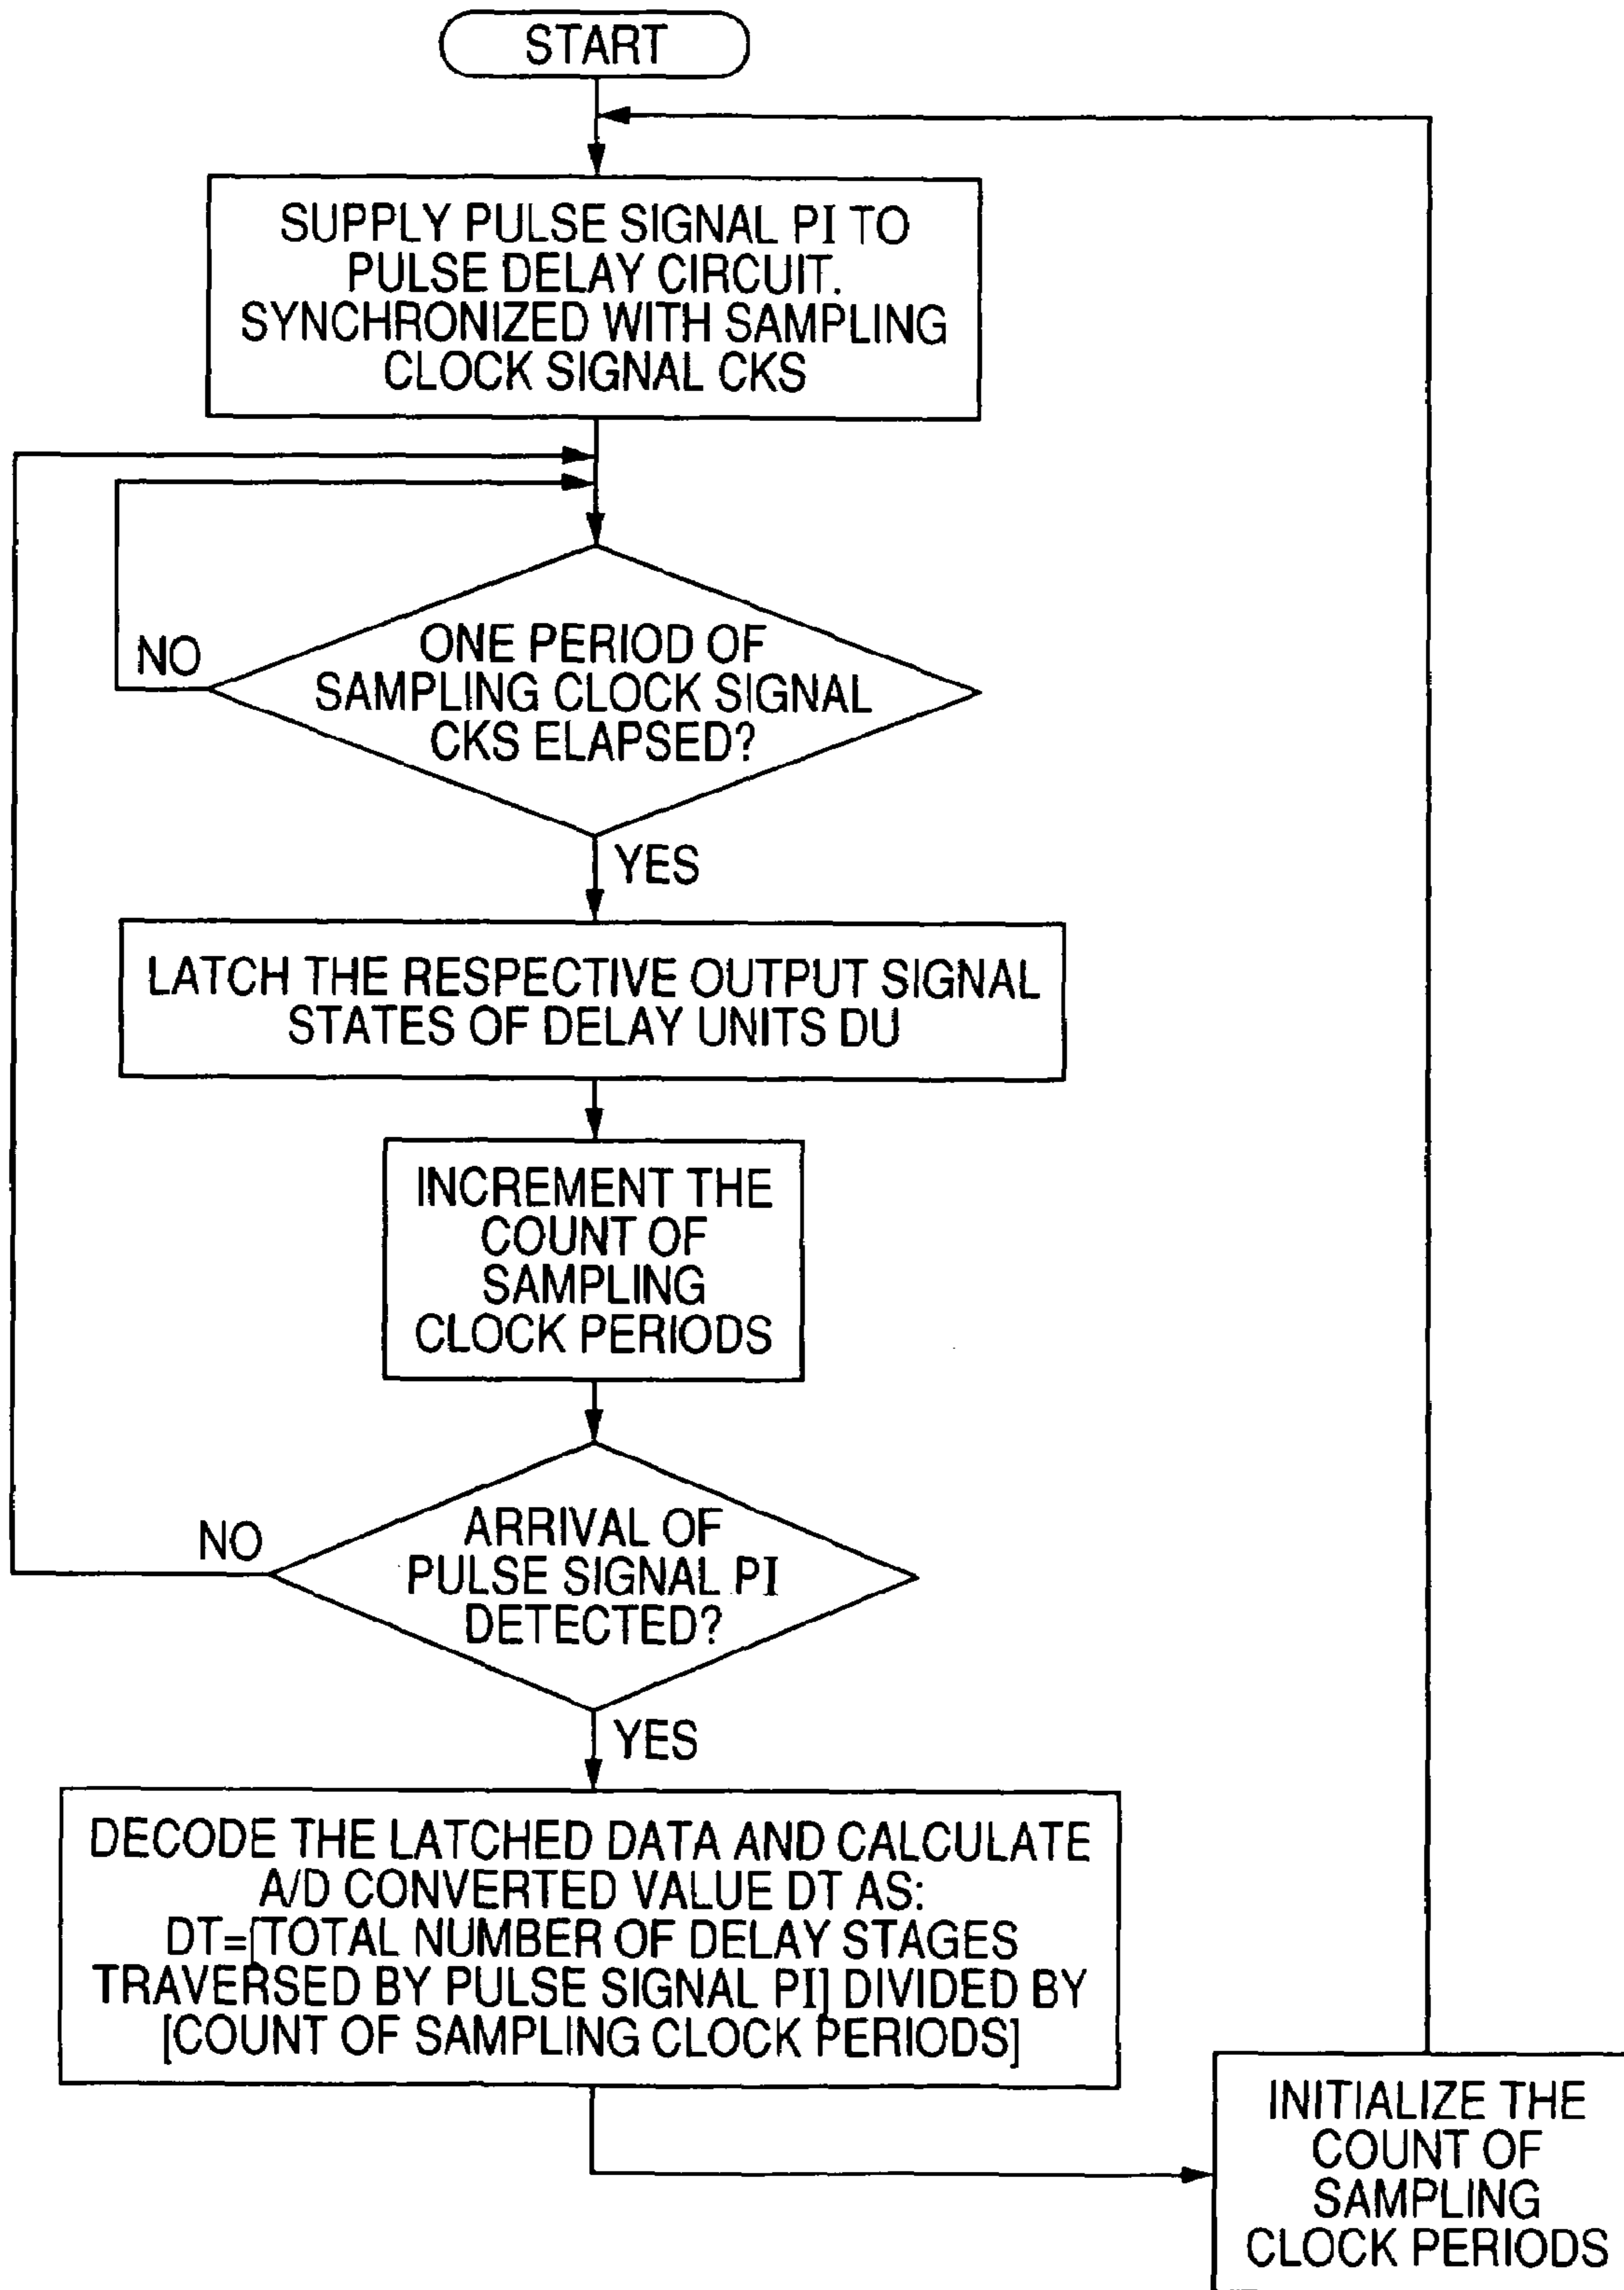 START
SUPPLY PULSE SIGNAL PI TO
PULSE DELAY CIRCUIT.
SYNCHRONIZED WITH SAMPLING
CLOCK SIGNAL CKS
NO
ONE PERIOD OF
SAMPLING CLOCK SIGNAL
CKS ELAPSED?
YES
LATCH THE RESPECTIVE OUTPUT SIGNAL
STATES OF DELAY UNITS DU
INCREMENT THE
COUNT OF
SAMPLING
CLOCK PERIODS
NO
ARRIVAL OF
PULSE SIGNAL PI
DETECTED?
YES
DECODE THE LATCHED DATA AND CALCULATE
A/D CONVERTED VALUE DT AS:
DT=[TOTAL NUMBER OF DELAY STAGES
TRAVERSED BY PULSE SIGNAL PI] DIVIDED BY
[COUNT OF SAMPLING CLOCK PERIODS]
INITIALIZE THE
COUNT OF
SAMPLING
CLOCK PERIODS